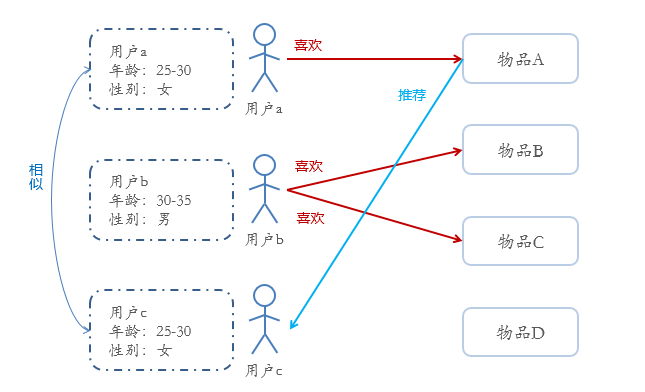 用户a
年龄：25-30
性别：女
用户a
喜欢
物品A
推荐
相似
用户b
年龄：30-35
性别：男
用户b
喜欢
喜欢
物品B
物品C
用户c
年龄：25-30
性别：女
用户c
物品D